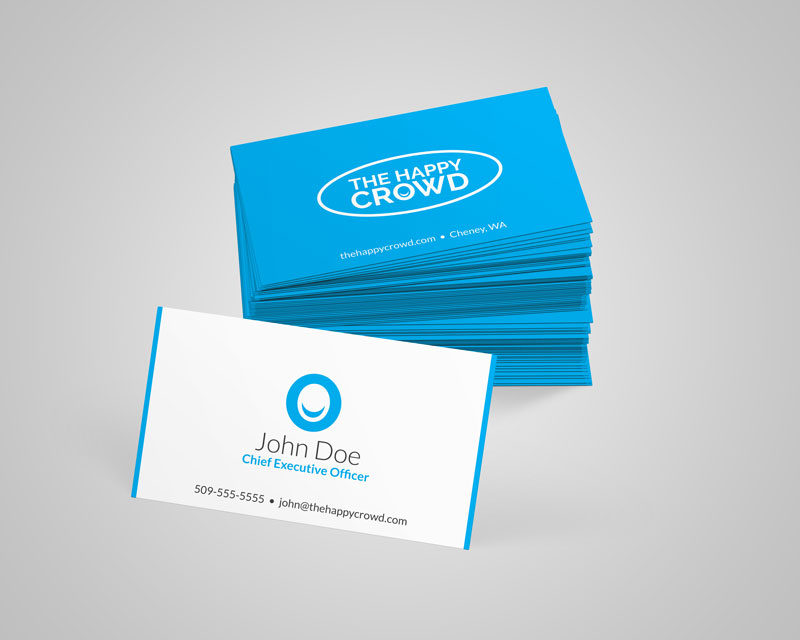 THE HAPPY
CROWD
thehappycrowd.com • Cheney, WA
John Doe
Chief Executive Officer
509-555-5555 • john@thehappycrowd.com